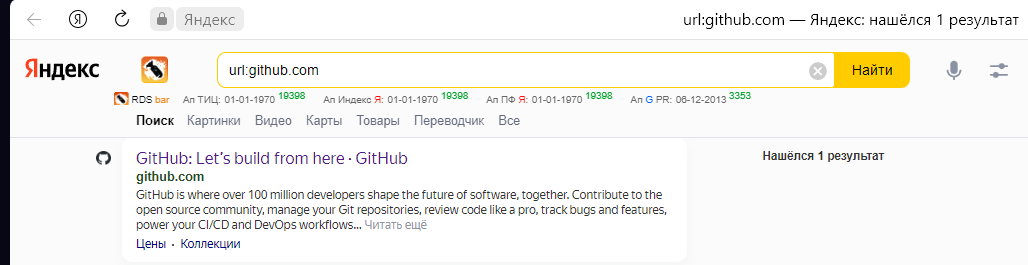 Яндекс url:github.com — Яндекс: нашёлся 1 результат
Яндекс url:github.com Найти
RDS bar Ап ТИЦ: 01-01-1970 19398 Ап Индекс Я: 01-01-1970 19398 Ап ПФ Я: 01-01-1970 19398 Ап G PR: 06-12-2013 3353
Поиск Картинки Видео Карты Товары Переводчик Все
GitHub: Let's build from here · GitHub
Нашёлся 1 результат
github.com
GitHub is where over 100 million developers shape the future of software, together. Contribute to the
open source community, manage your Git repositories, review code like a pro, track bugs and features,
power your CI/CD and DevOps workflows... Читать ещё
Цены · Коллекции